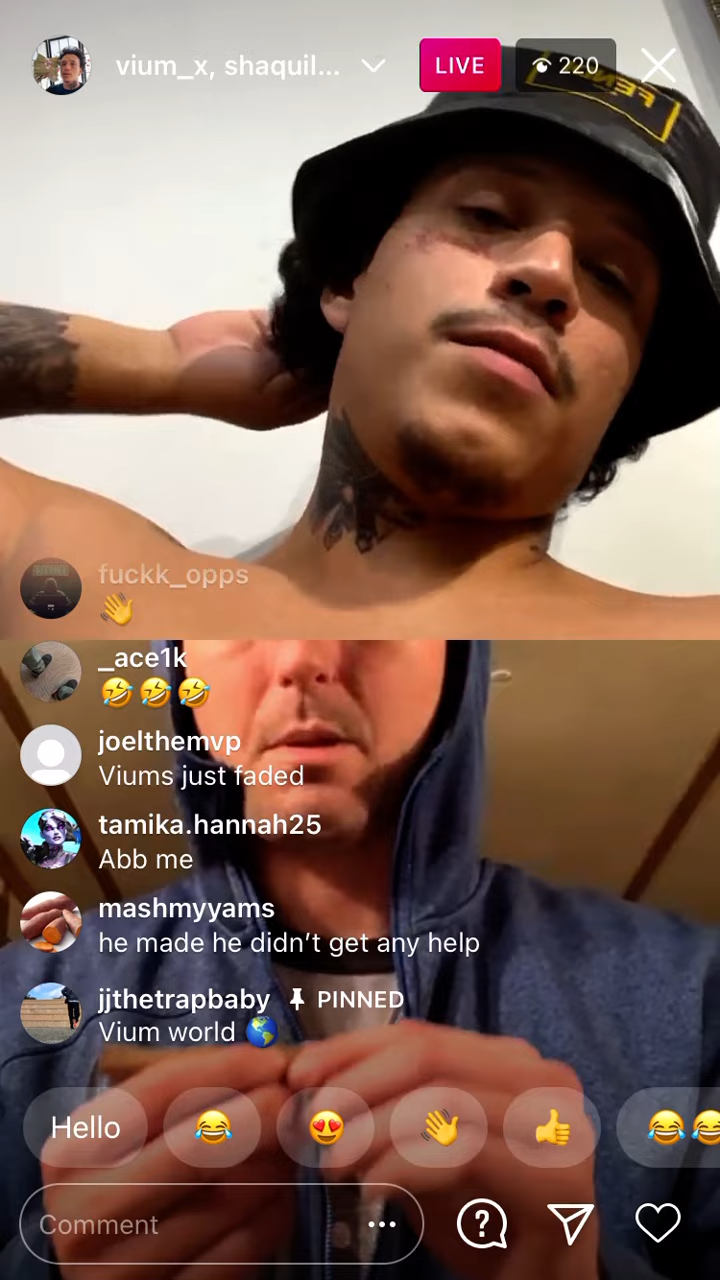 vium_x, shaquil...
LIVE
220
fuckk_opps
👋
_ace1k
🤣🤣🤣
joelthemvp
Viums just faded
tamika.hannah25
Abb me
mashmyyams
he made he didn't get any help
jjthetrapbaby PINNED
Vium world 🌎
Hello 😂 😍 👋 👍 😂😂
Comment